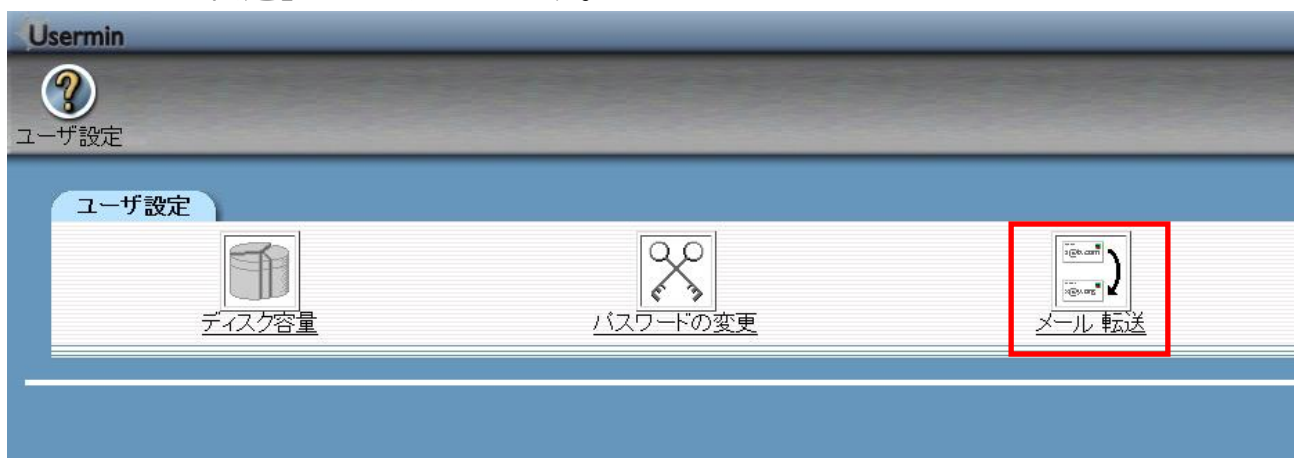 Usermin
ユーザ設定
ユーザ設定
ディスク容量
パスワードの変更
メール 転送